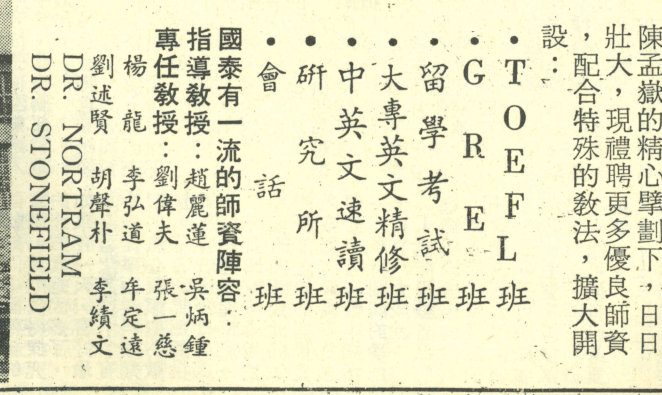 陳孟嶽的精心擘劃下，日日
壯大，現禮聘更多優良師資
，配合特殊的教法，擴大開
設：
• TOEFL班
• GRE班
• 留學考試班
• 大專英文精修班
• 中英文速讀班
• 研究所班
• 會話班
國泰有一流的師資陣容：
指導教授：趙麗蓮 吳炳鍾
專任教授：劉偉夫 張一慈
楊龍 李弘道 牟定遠
劉述賢 胡聲朴 李績文
DR. NORTRAM
DR. STONEFIELD